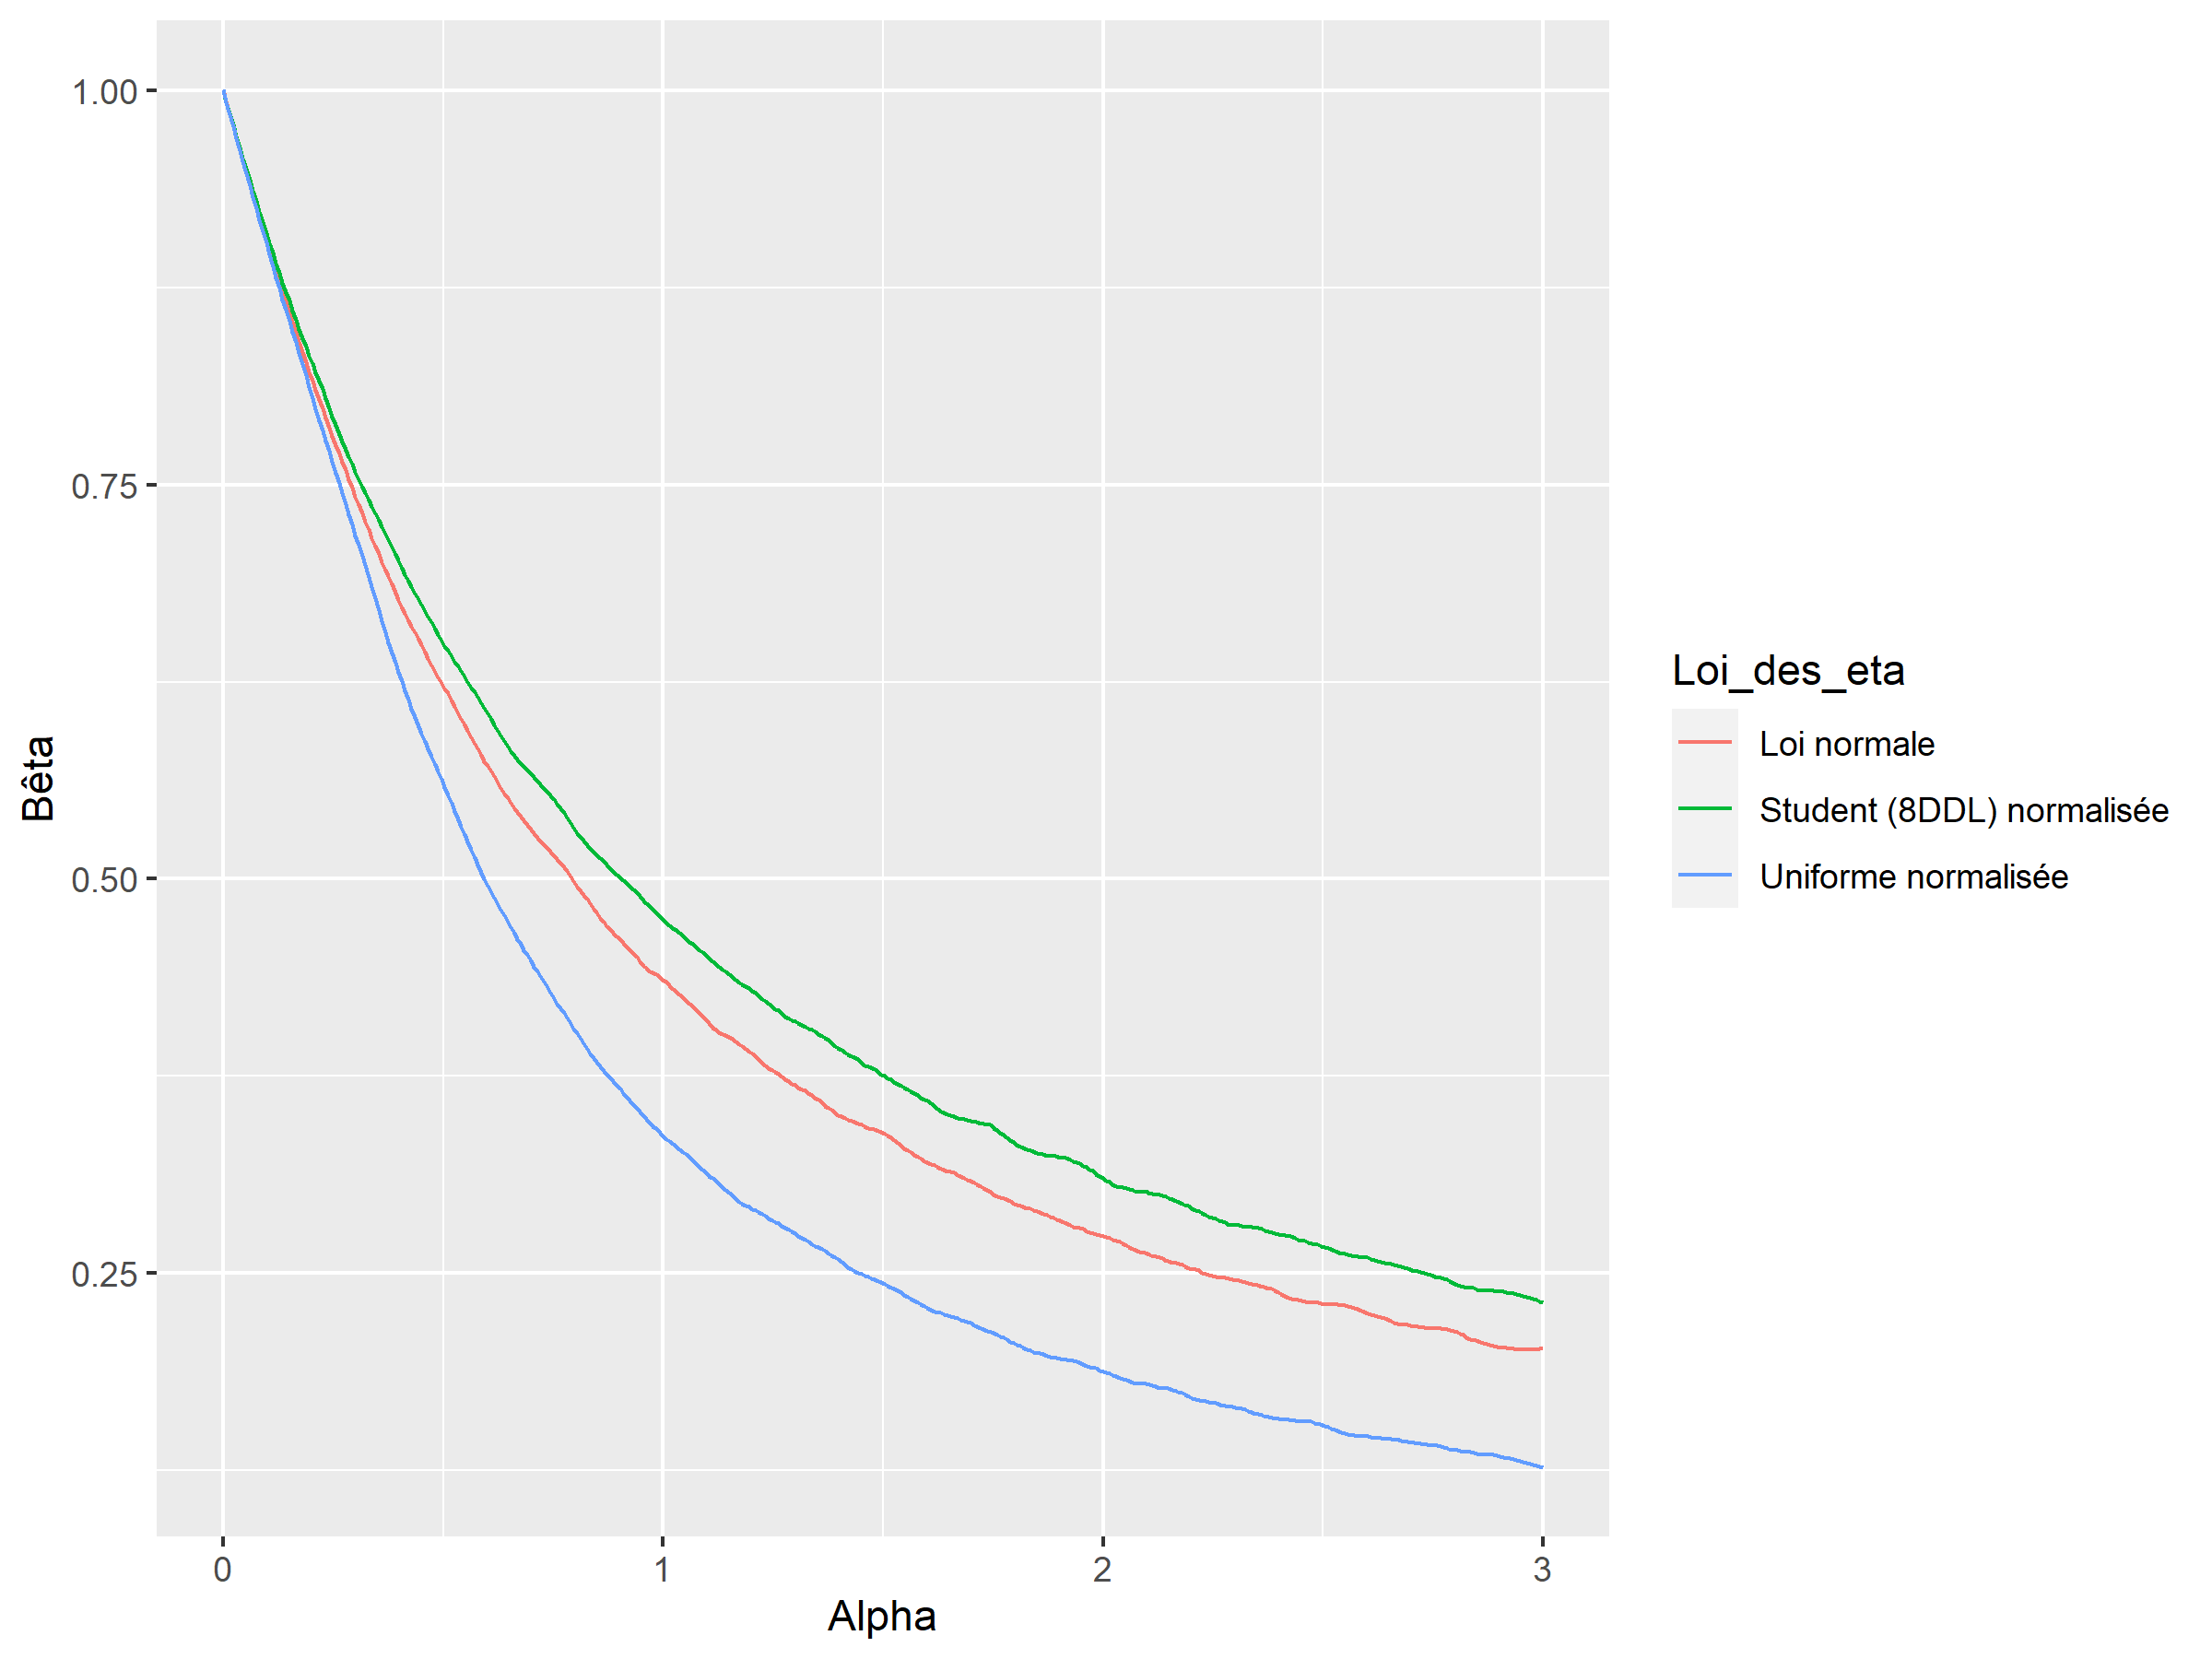 1.00
0.75
0.50
0.25
Bêta
0
1
2
3
Alpha
Loi_des_eta
Loi normale
Student (8DDL) normalisée
Uniforme normalisée